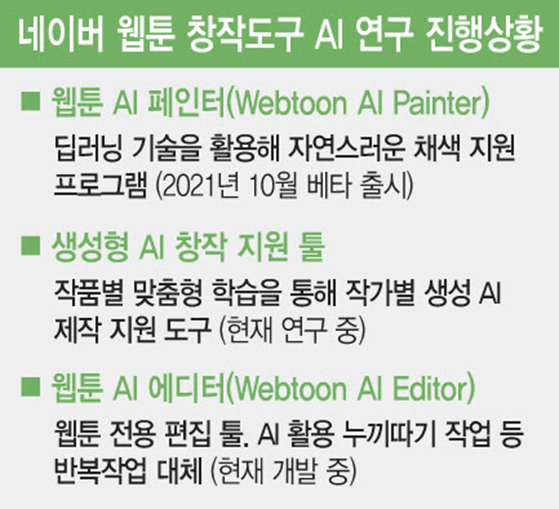 네이버 웹툰 창작도구 AI 연구 진행상황
■ 웹툰 AI 페인터(Webtoon AI Painter)
딥러닝 기술을 활용해 자연스러운 채색 지원
프로그램 (2021년 10월 베타 출시)
■ 생성형 AI 창작 지원 툴
작품별 맞춤형 학습을 통해 작가별 생성 AI
제작 지원 도구 (현재 연구 중)
■ 웹툰 AI 에디터(Webtoon AI Editor)
웹툰 전용 편집 툴. AI 활용 누끼따기 작업 등
반복작업 대체 (현재 개발 중)